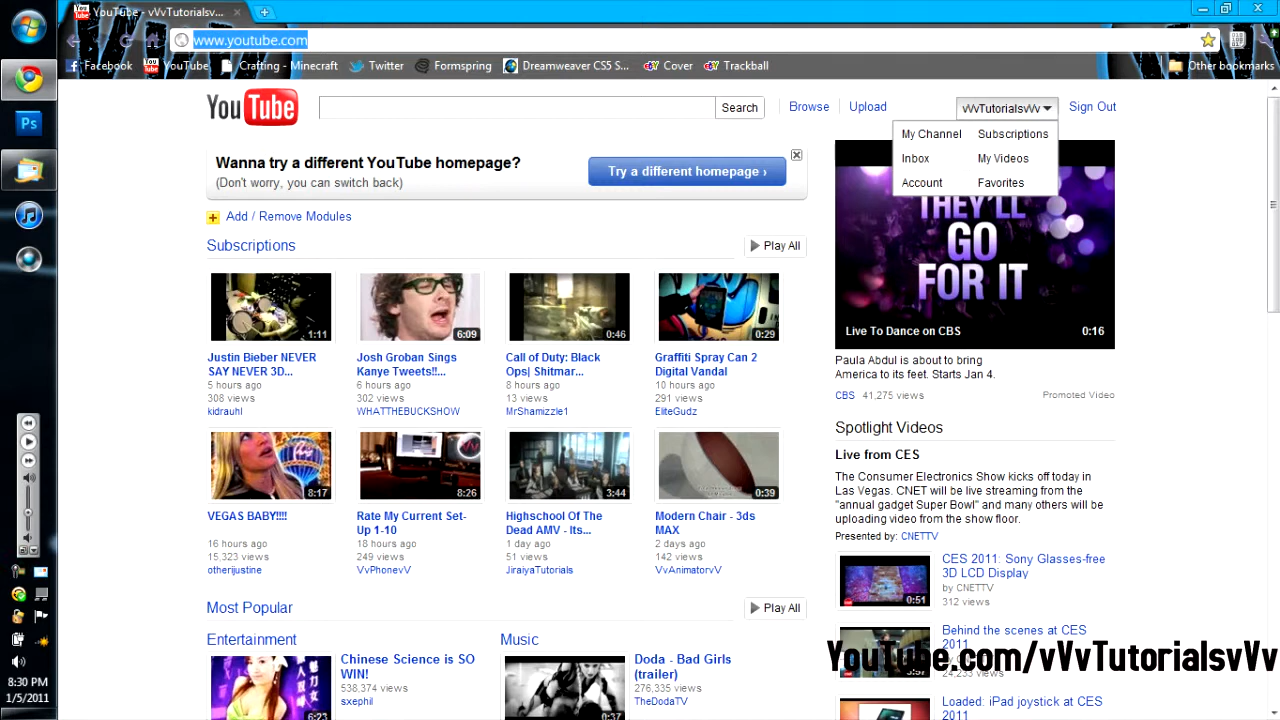 YouTube - vVvTutorialsv...
www.youtube.com
Facebook
YouTube
Crafting - Minecraft
Twitter
Formspring
Dreamweaver CS5 S...
Cover
Trackball
Other bookmarks
YouTube
Search
Browse
Upload
vVvTutorialsvVv
Sign Out
My Channel
Subscriptions
Inbox
My Videos
Account
Favorites
Wanna try a different YouTube homepage?
(Don't worry, you can switch back)
Try a different homepage ›
Add / Remove Modules
Subscriptions
Play All
1:11
6:09
0:46
0:29
Justin Bieber NEVER
SAY NEVER 3D...
5 hours ago
308 views
kidrauhl
Josh Groban Sings
Kanye Tweets!!...
6 hours ago
302 views
WHATTHEBUCKSHOW
Call of Duty: Black
Ops| Shitmar...
8 hours ago
13 views
MrShamizzle1
Graffiti Spray Can 2
Digital Vandal
10 hours ago
291 views
EliteGudz
8:17
8:26
3:44
0:39
VEGAS BABY!!!!
16 hours ago
15,323 views
otherijustine
Rate My Current Set-
Up 1-10
18 hours ago
249 views
VvPhonevV
Highschool Of The
Dead AMV - Its...
1 day ago
51 views
JiraiyaTutorials
Modern Chair - 3ds
MAX
2 days ago
142 views
VvAnimatorvV
Most Popular
Play All
Entertainment
Chinese Science is SO
WIN!
538,374 views
sxephil
6:23
Music
Doda - Bad Girls
(trailer)
276,335 views
TheDodaTV
0:37
THEY'LL
GO
FOR IT
Live To Dance on CBS
0:16
Paula Abdul is about to bring
America to its feet. Starts Jan 4.
CBS
41,275 views
Promoted Video
Spotlight Videos
Live from CES
The Consumer Electronics Show kicks off today in
Las Vegas. CNET will be live streaming from the
"annual gadget Super Bowl" and many others will be
uploading video from the show floor.
Presented by: CNETTV
CES 2011: Sony Glasses-free
3D LCD Display
by CNETTV
312 views
0:51
Behind the scenes at CES
2011
24,233 views
Loaded: iPad joystick at CES
2011
YouTube.com/vVvTutorialsvVv
Ps
8:30 PM
1/5/2011